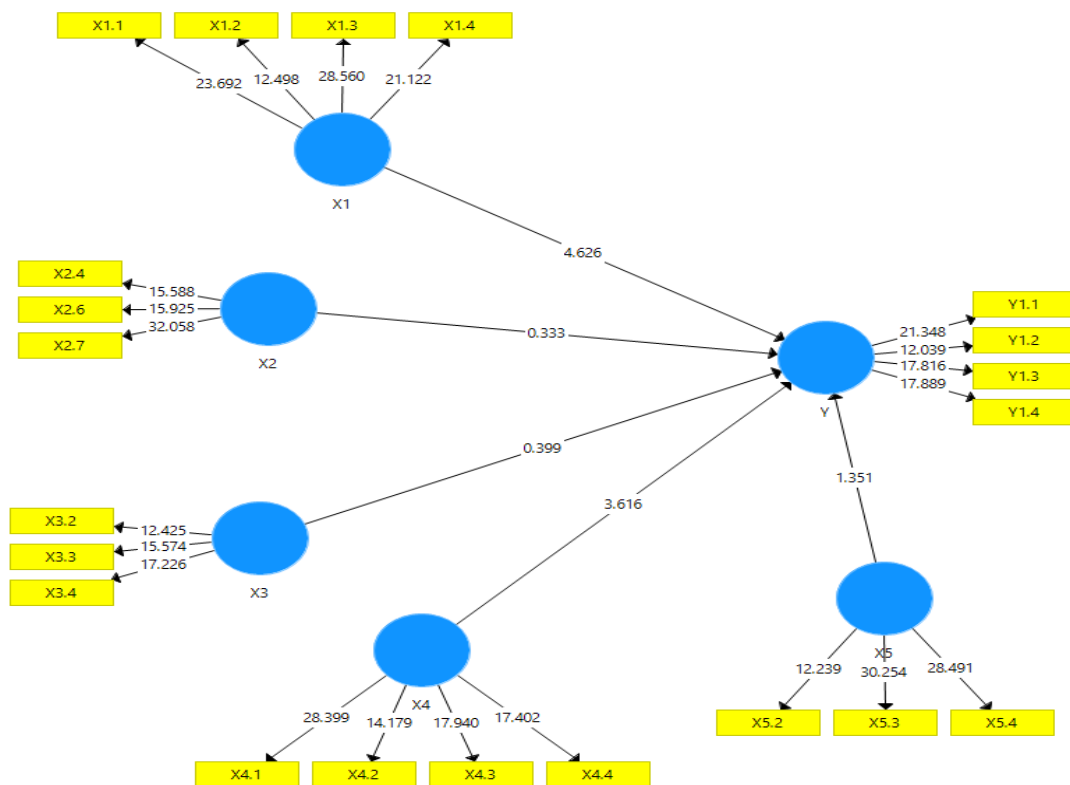 X1.1 X1.2 X1.3 X1.4
23.692 12.498 28.560 21.122
X1
4.626
X2.4
X2.6
X2.7
15.588
15.925
32.058
X2
0.333
Y1.1
Y1.2
Y1.3
Y1.4
21.348
12.039
17.816
17.889
Y
X3.2
X3.3
X3.4
12.425
15.574
17.226
X3
0.399
3.616
1.351
X4
28.399 14.179 17.940 17.402
X4.1 X4.2 X4.3 X4.4
X5
12.239 30.254 28.491
X5.2 X5.3 X5.4